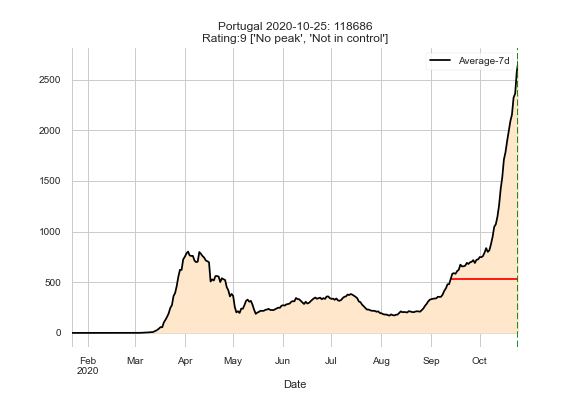 Portugal 2020-10-25: 118686
Rating:9 ['No peak', 'Not in control']
Average-7d
2500
2000
1500
1000
500
0
Feb Mar Apr May Jun Jul Aug Sep Oct
2020
Date